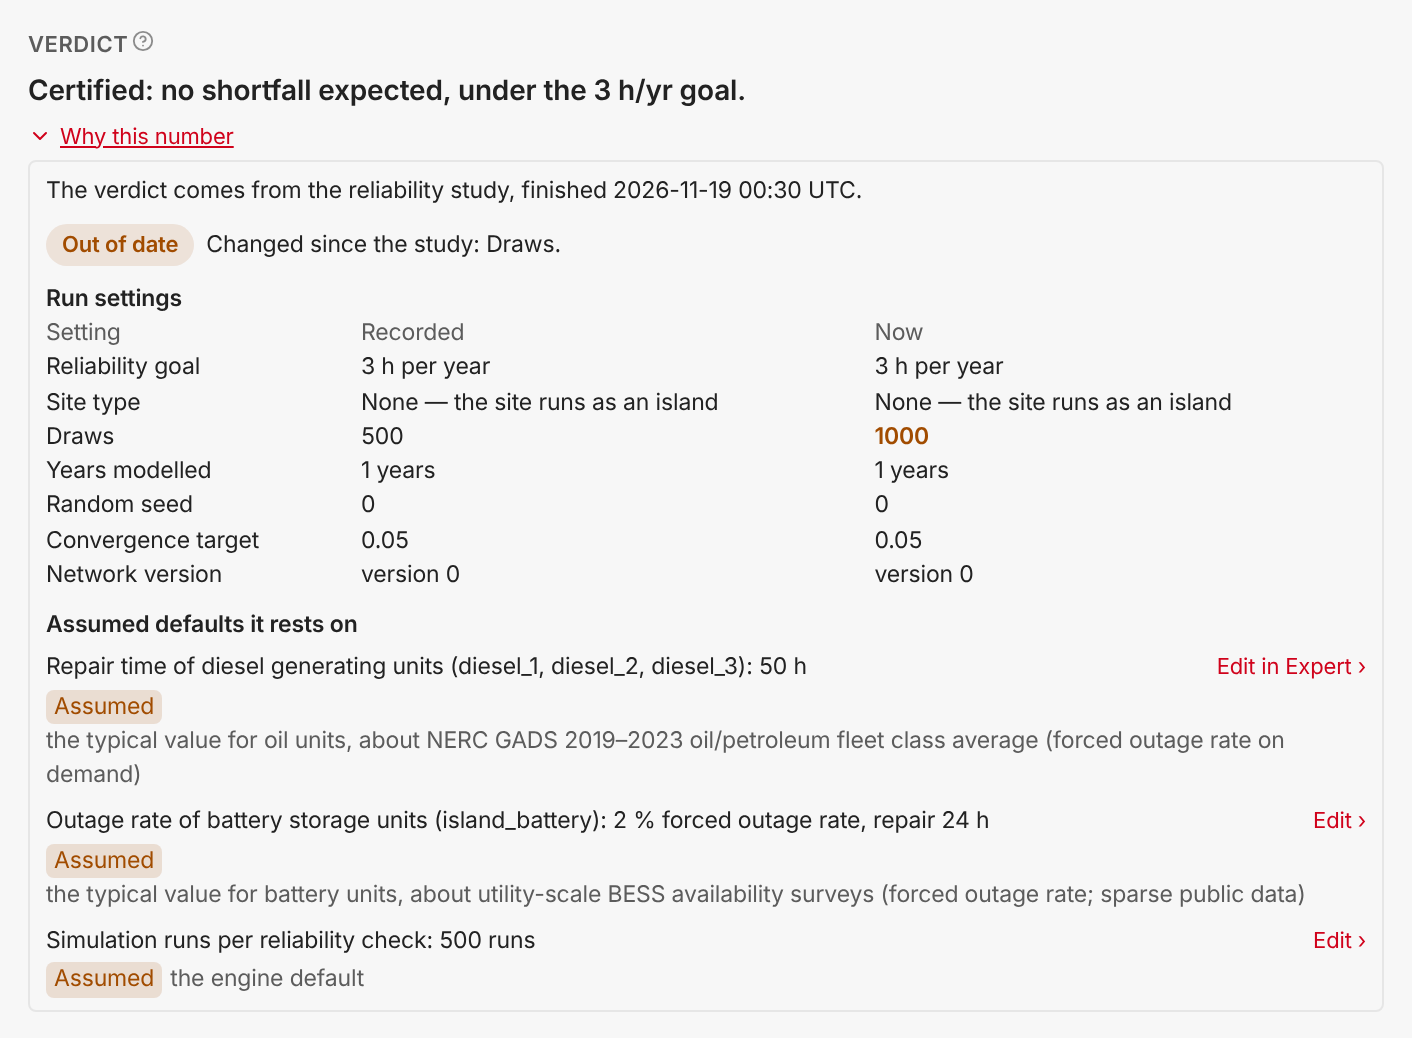 VERDICT ?
Certified: no shortfall expected, under the 3 h/yr goal.
Why this number
The verdict comes from the reliability study, finished 2026-11-19 00:30 UTC.
Out of date Changed since the study: Draws.
Run settings
Setting Recorded Now
Reliability goal 3 h per year 3 h per year
Site type None — the site runs as an island None — the site runs as an island
Draws 500 1000
Years modelled 1 years 1 years
Random seed 0 0
Convergence target 0.05 0.05
Network version version 0 version 0
Assumed defaults it rests on
Repair time of diesel generating units (diesel_1, diesel_2, diesel_3): 50 h Edit in Expert ›
Assumed
the typical value for oil units, about NERC GADS 2019–2023 oil/petroleum fleet class average (forced outage rate on
demand)
Outage rate of battery storage units (island_battery): 2 % forced outage rate, repair 24 h Edit ›
Assumed
the typical value for battery units, about utility-scale BESS availability surveys (forced outage rate; sparse public data)
Simulation runs per reliability check: 500 runs Edit ›
Assumed the engine default